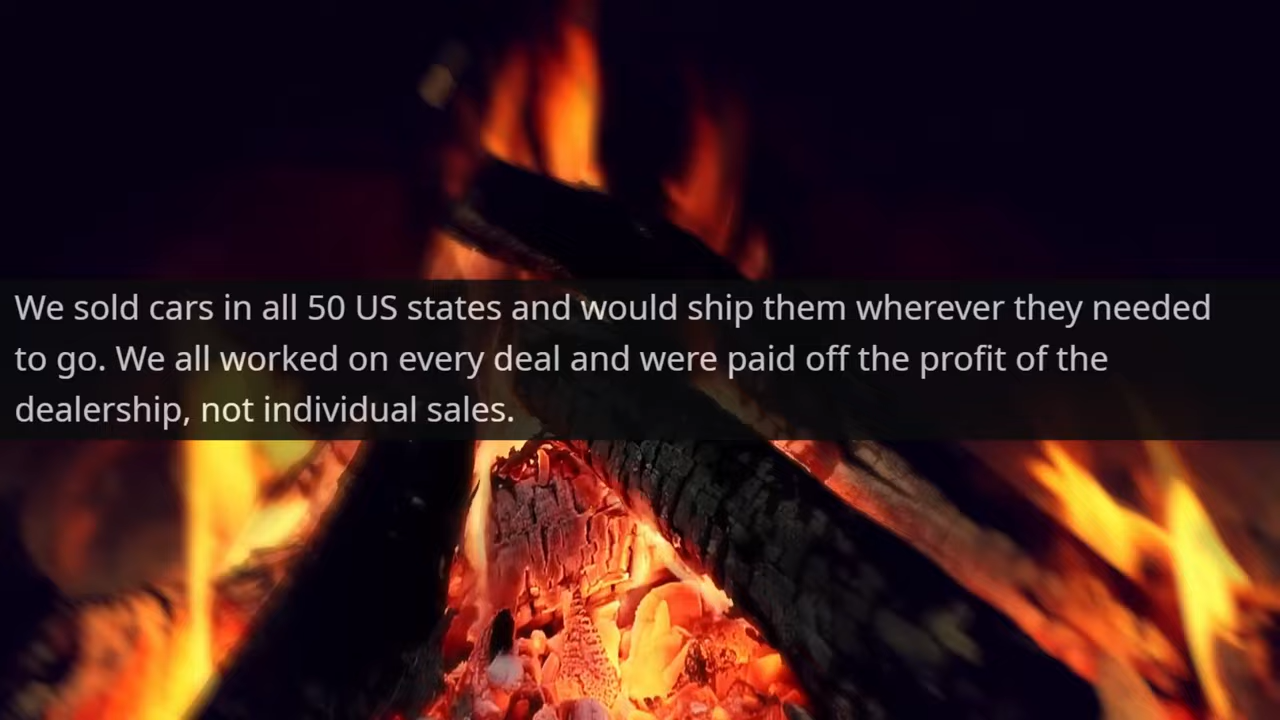 We sold cars in all 50 US states and would ship them wherever they needed
to go. We all worked on every deal and were paid off the profit of the
dealership, not individual sales.